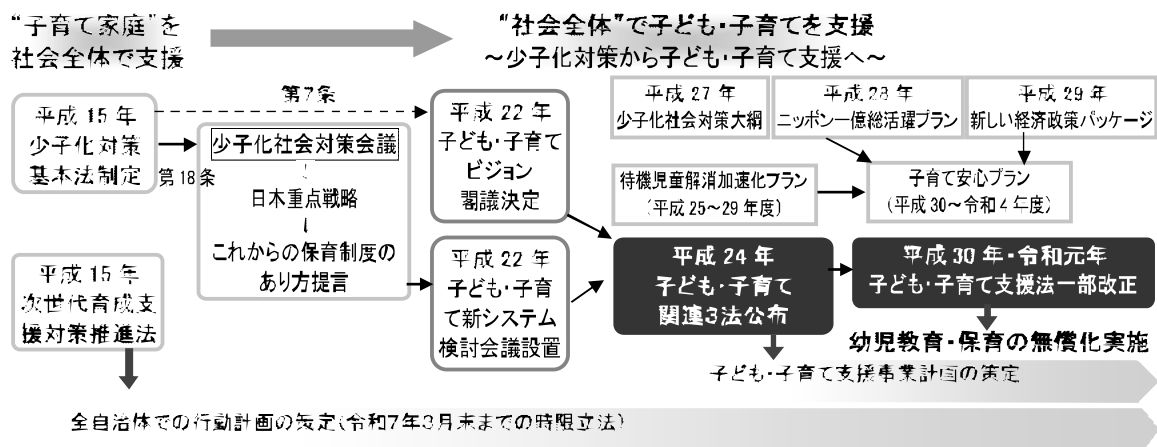 “子育て家庭”を
社会全体で支援
“社会全体”で子ども・子育てを支援
～少子化対策から子ども・子育て支援へ～
平成 15 年
少子化対策
基本法制定
第7条
第18条
少子化社会対策会議
日本重点戦略
これからの保育制度の
あり方提言
平成 22 年
子ども・子育て
ビジョン
閣議決定
平成 27 年
少子化社会対策大綱
平成 28 年
ニッポン一億総活躍プラン
平成 29 年
新しい経済政策パッケージ
待機児童解消加速化プラン
(平成25～29年度)
子育て安心プラン
(平成30～令和4年度)
平成15 年
次世代育成支
援対策推進法
平成 22 年
子ども・子育
て新システム
検討会議設置
平成 24 年
子ども・子育て
関連3法公布
平成 30 年・令和元年
子ども・子育て支援法一部改正
幼児教育・保育の無償化実施
子ども・子育て支援事業計画の策定
全自治体での行動計画の策定(令和7年3月末までの時限立法)